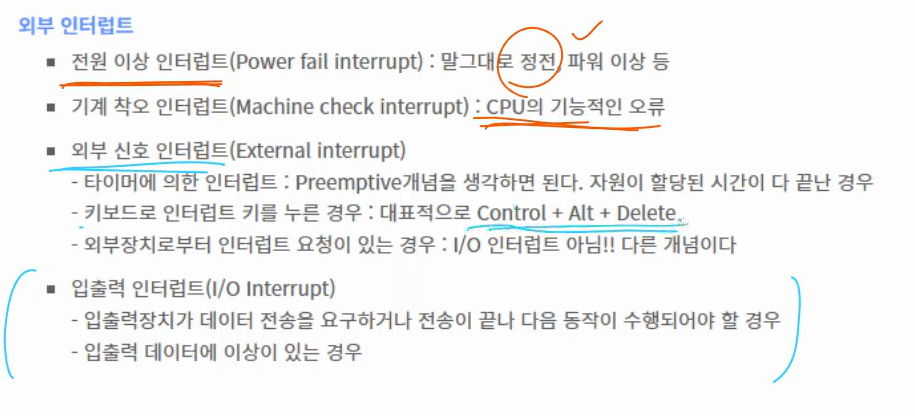 외부 인터럽트
■ 전원 이상 인터럽트(Power fail interrupt) : 말그대로 정전, 파워 이상 등
■ 기계 착오 인터럽트(Machine check interrupt) : CPU의 기능적인 오류
■ 외부 신호 인터럽트(External interrupt)
- 타이머에 의한 인터럽트 : Preemptive개념을 생각하면 된다. 자원이 할당된 시간이 다 끝난 경우
- 키보드로 인터럽트 키를 누른 경우 : 대표적으로 Control + Alt + Delete.
- 외부장치로부터 인터럽트 요청이 있는 경우 : I/O 인터럽트 아님!! 다른 개념이다
■ 입출력 인터럽트(I/O Interrupt)
- 입출력장치가 데이터 전송을 요구하거나 전송이 끝나 다음 동작이 수행되어야 할 경우
- 입출력 데이터에 이상이 있는 경우